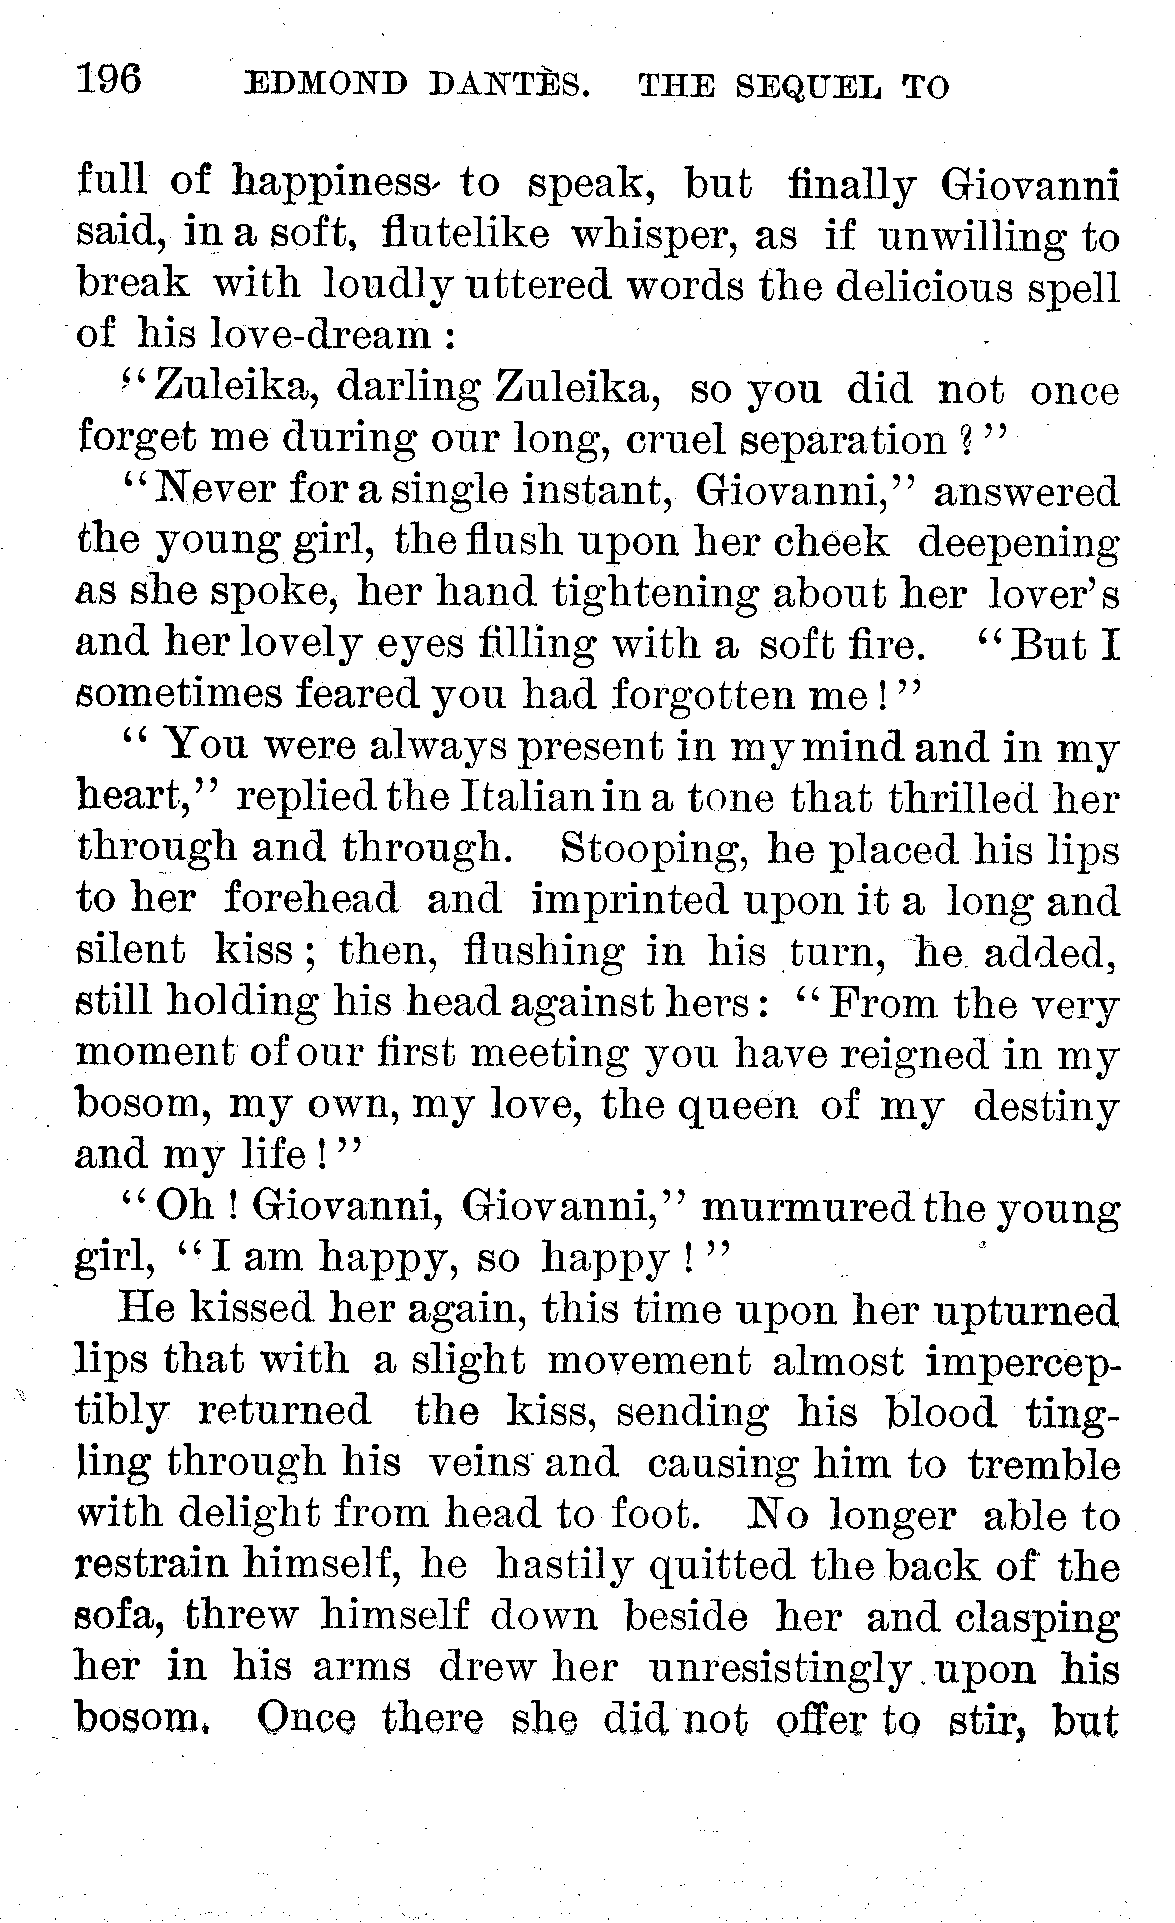 196 EDMOND DANTÈS. THE SEQUEL TO
full of happiness to speak, but finally Giovanni
said, in a soft, flutelike whisper, as if unwilling to
break with loudly uttered words the delicious spell
of his love-dream :
"Zuleika, darling Zuleika, so you did not once
forget me during our long, cruel separation ?"
"Never for a single instant, Giovanni," answered
the young girl, the flush upon her cheek deepening
as she spoke, her hand tightening about her lover's
and her lovely eyes filling with a soft fire. "But I
sometimes feared you had forgotten me !"
" You were always present in my mind and in my
heart," replied the Italian in a tone that thrilled her
through and through. Stooping, he placed his lips
to her forehead and imprinted upon it a long and
silent kiss ; then, flushing in his turn, he added,
still holding his head against hers : "From the very
moment of our first meeting you have reigned in my
bosom, my own, my love, the queen of my destiny
and my life !"
"Oh ! Giovanni, Giovanni," murmured the young
girl, "I am happy, so happy !"
He kissed her again, this time upon her upturned
lips that with a slight movement almost impercep-
tibly returned the kiss, sending his blood ting-
ling through his veins and causing him to tremble
with delight from head to foot. No longer able to
restrain himself, he hastily quitted the back of the
sofa, threw himself down beside her and clasping
her in his arms drew her unresistingly upon his
bosom. Once there she did not offer to stir, but